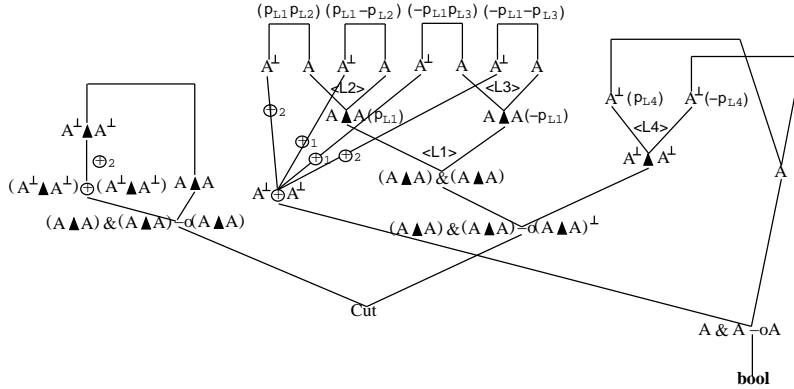 (p_L1 p_L2) (p_L1 -p_L2) (-p_L1 p_L3) (-p_L1 -p_L3)
A⊥ A A⊥ A A⊥ A A⊥ A
<L2> <L3>
A⊥(p_L4) A⊥(-p_L4)
⊕2 A▲A(p_L1) A▲A(-p_L1)
<L4>
A⊥▲A⊥
⊕1 ⊕1 ⊕2 <L1> A⊥▲A⊥
⊕2
A
(A⊥▲A⊥)⊕(A⊥▲A⊥) A▲A A⊥⊕A⊥ (A▲A)&(A▲A)
(A▲A)&(A▲A)-o(A▲A) (A▲A)&(A▲A)-o(A▲A)⊥
Cut
A & A -oA
bool